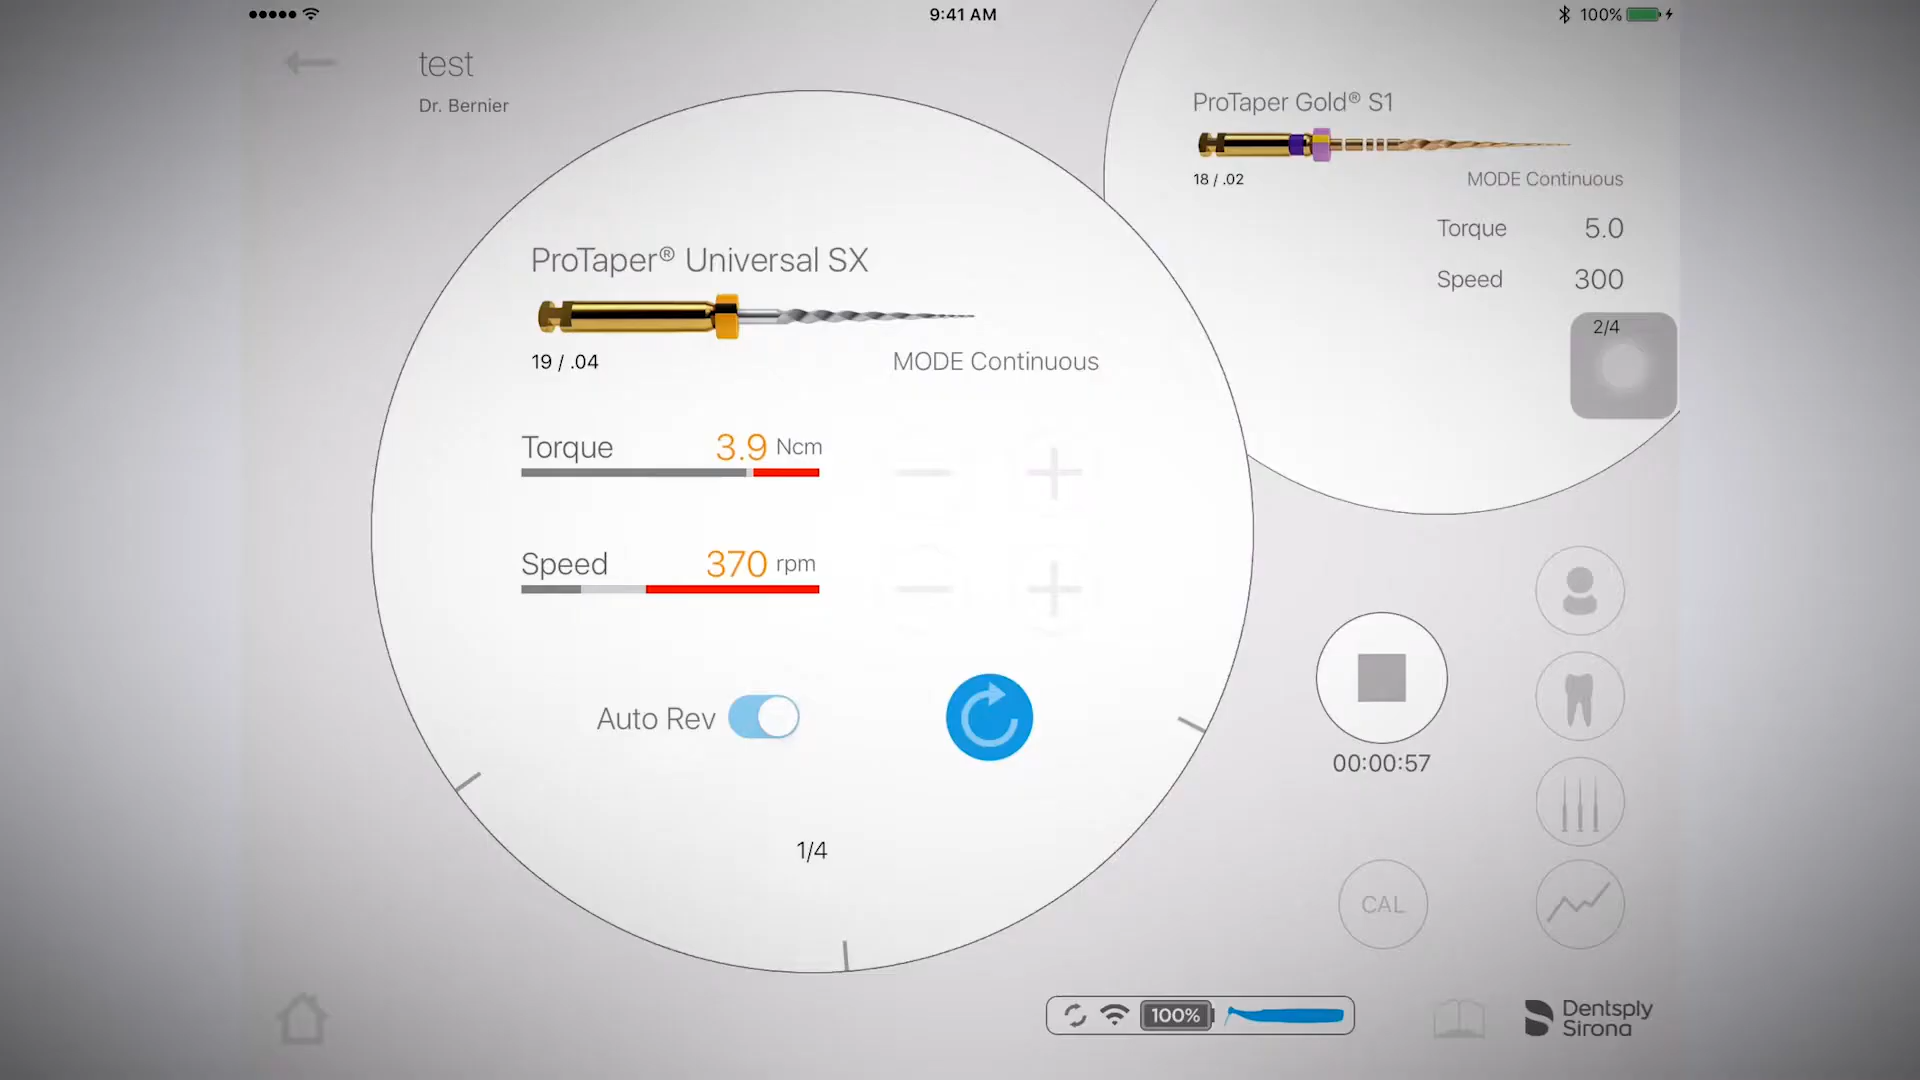 9:41 AM
100%
test
Dr. Bernier
ProTaper Gold® S1
18 / .02
MODE Continuous
Torque 5.0
Speed 300
2/4
ProTaper® Universal SX
19 / .04
MODE Continuous
Torque 3.9 Ncm
Speed 370 rpm
Auto Rev
1/4
00:00:57
CAL
100%
Dentsply
Sirona